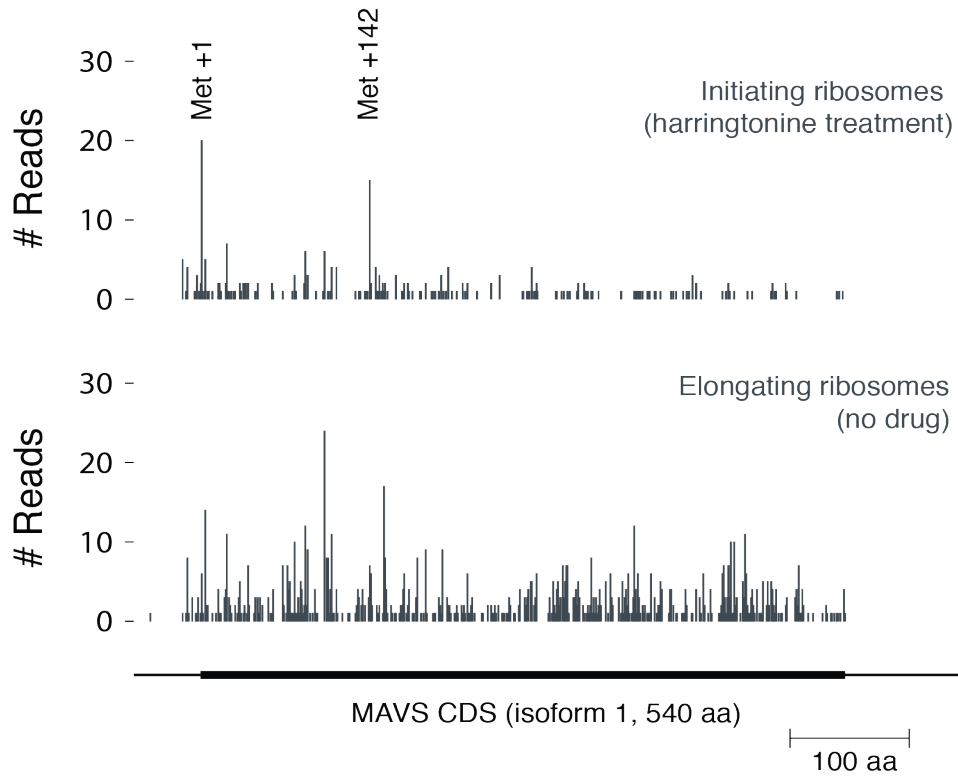 Met +1
Met +142
# Reads
30
20
10
0
Initiating ribosomes
(harringtonine treatment)
# Reads
30
20
10
0
Elongating ribosomes
(no drug)
MAVS CDS (isoform 1, 540 aa)
100 aa